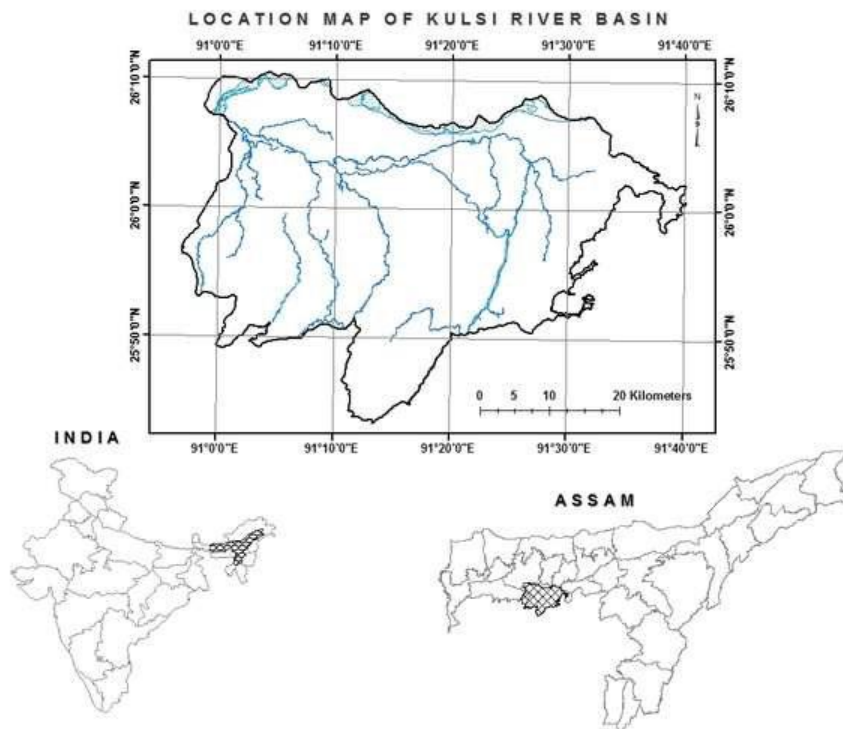 LOCATION MAP OF KULSI RIVER BASIN
91°0'0"E 91°10'0"E 91°20'0"E 91°30'0"E 91°40'0"E
26°10'0"N 26°10'0"N
N
26°0'0"N 26°0'0"N
25°50'0"N 25°50'0"N
0 5 10 20 Kilometers
91°0'0"E 91°10'0"E 91°20'0"E 91°30'0"E 91°40'0"E
INDIA
ASSAM